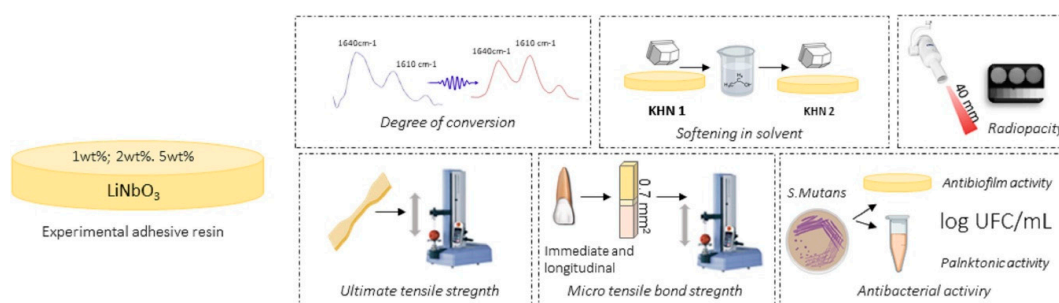 1wt%; 2wt%. 5wt%
LiNbO₃
Experimental adhesive resin
1640cm-1
1610 cm-1
1640cm-1
1610 cm-1
Degree of conversion
KHN 1
KHN 2
Softening in solvent
40 mm
Radiopacity
Ultimate tensile stregnth
Immediate and
longitudinal
0.7 mm²
Micro tensile bond stregnth
S.Mutans
Antibiofilm activity
log UFC/mL
Palnktonic activity
Antibacterial activiry